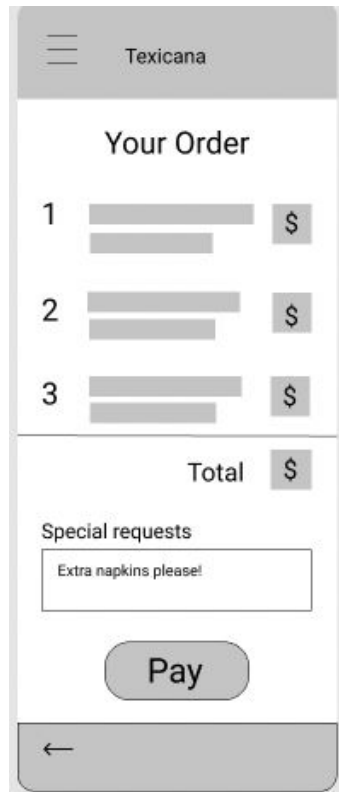 Texicana
Your Order
1 $
2 $
3 $
Total $
Special requests
Extra napkins please!
Pay